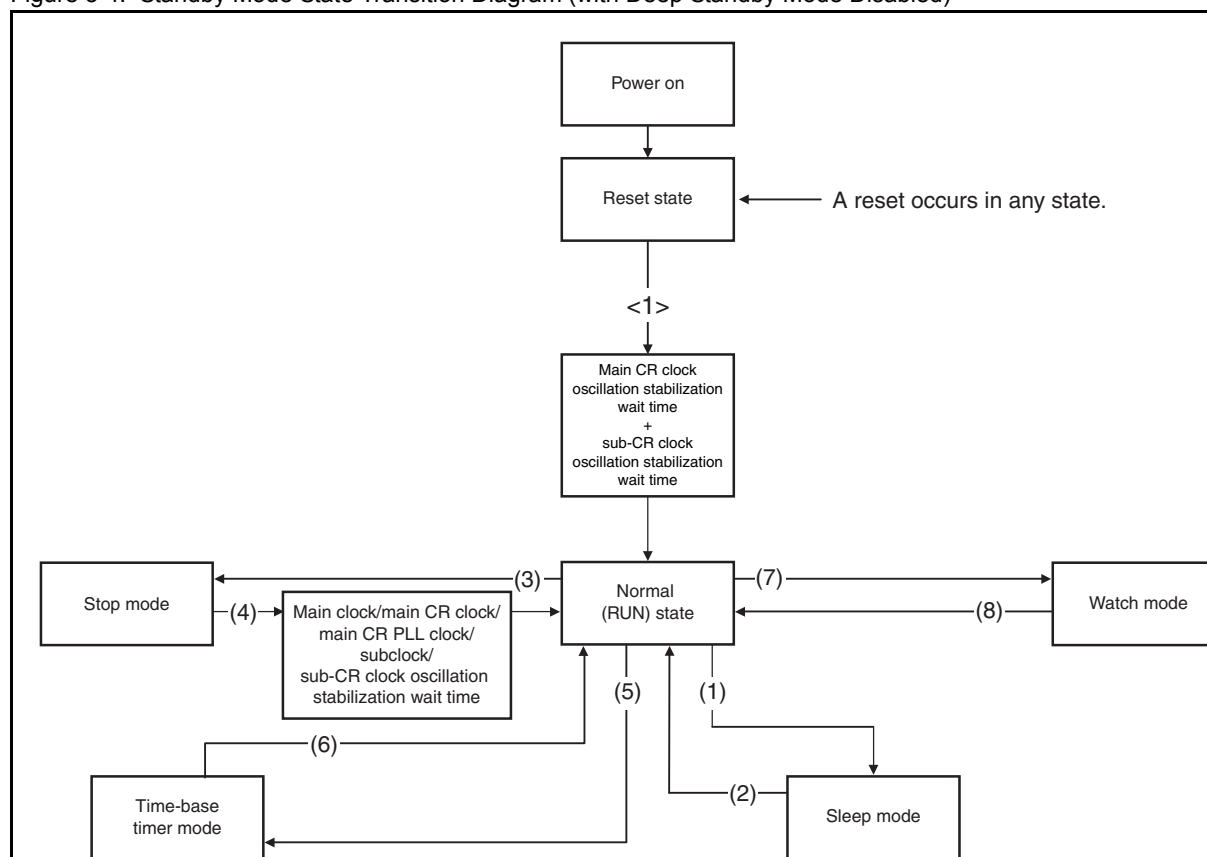 Figure 3-1. Standby Mode State Transition Diagram (with Deep Standby Mode Disabled)
Power on
Reset state
A reset occurs in any state.
<1>
Main CR clock
oscillation stabilization
wait time
+
sub-CR clock
oscillation stabilization
wait time
Stop mode
(3)
(4)
Main clock/main CR clock/
main CR PLL clock/
subclock/
sub-CR clock oscillation
stabilization wait time
Normal
(RUN) state
(7)
(8)
Watch mode
(5)
(1)
(6)
(2)
Time-base
timer mode
Sleep mode